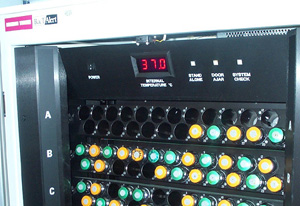 BacT/Alert
37.0
POWER
INTERNAL
TEMPERATURE °C
STAND
ALONE
DOOR
AJAR
SYSTEM
CHECK
A
B
C